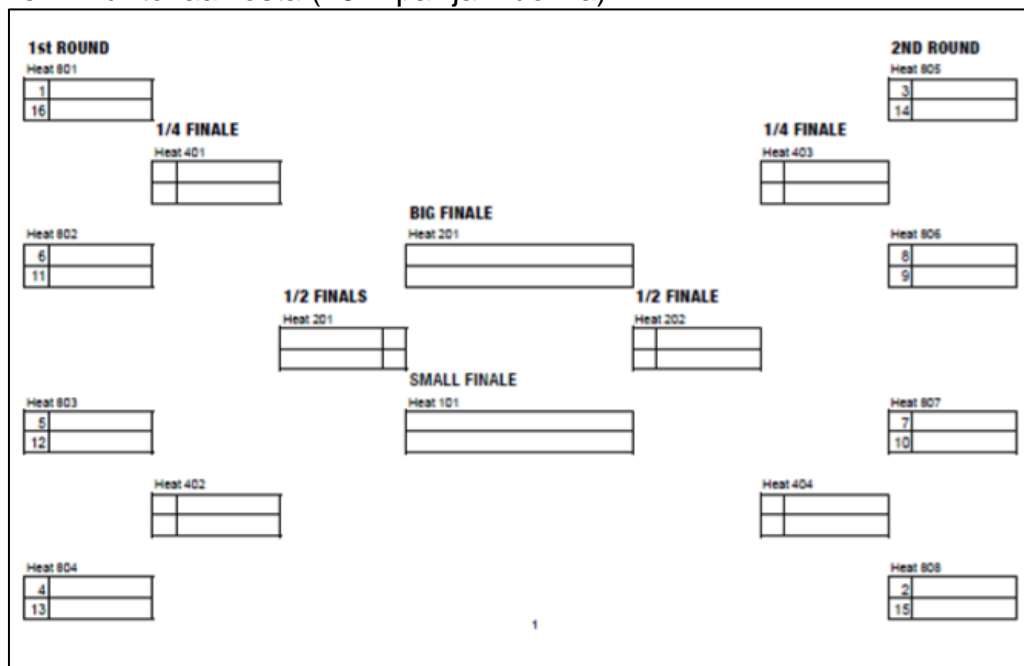 1st ROUND
2ND ROUND
Heat 801
Heat 805
1
3
16
14
1/4 FINALE
1/4 FINALE
Heat 401
Heat 403
BIG FINALE
Heat 802
Heat 201
Heat 806
6
8
11
9
1/2 FINALS
1/2 FINALE
Heat 201
Heat 202
SMALL FINALE
Heat 803
Heat 101
Heat 807
5
7
12
10
Heat 402
Heat 404
Heat 804
Heat 808
4
2
13
15
1